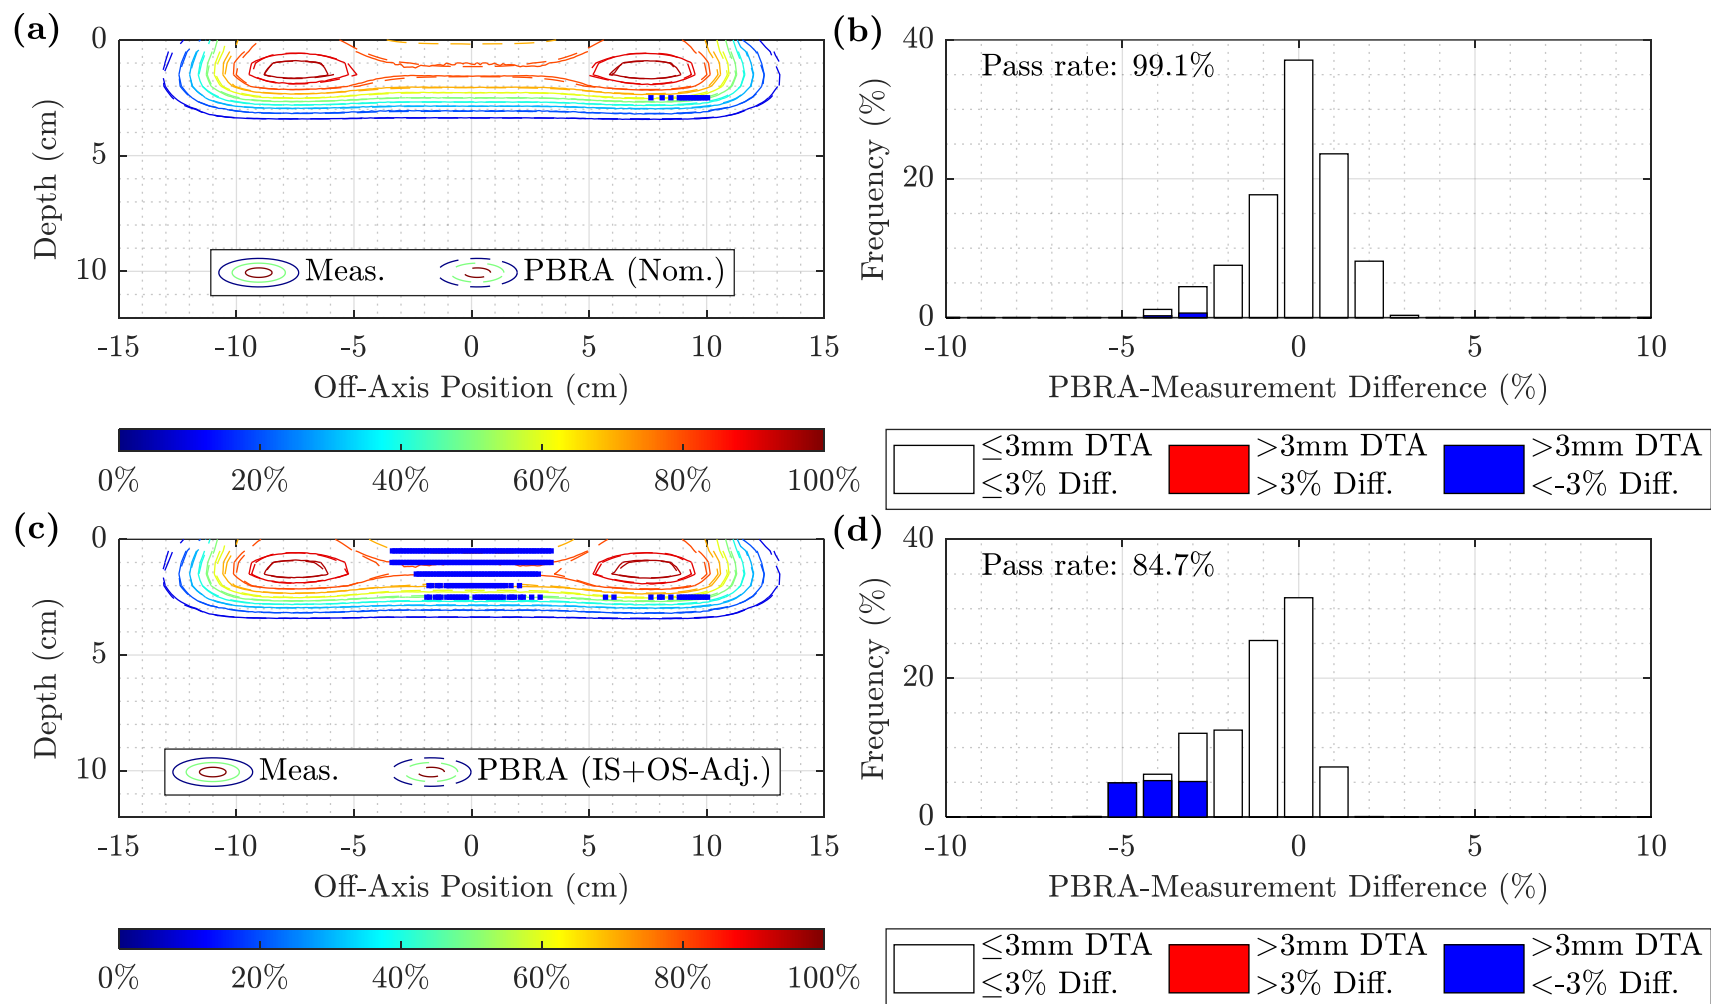 (a)
0
5
10
Depth (cm)
Meas.
PBRA (Nom.)
-15 -10 -5 0 5 10 15
Off-Axis Position (cm)
0% 20% 40% 60% 80% 100%
(b)
40
20
0
Frequency (%)
Pass rate: 99.1%
-10 -5 0 5 10
PBRA-Measurement Difference (%)
≤3mm DTA >3mm DTA >3mm DTA
≤3% Diff. >3% Diff. <-3% Diff.
(c)
0
5
10
Depth (cm)
Meas.
PBRA (IS+OS-Adj.)
-15 -10 -5 0 5 10 15
Off-Axis Position (cm)
0% 20% 40% 60% 80% 100%
(d)
40
20
0
Frequency (%)
Pass rate: 84.7%
-10 -5 0 5 10
PBRA-Measurement Difference (%)
≤3mm DTA >3mm DTA >3mm DTA
≤3% Diff. >3% Diff. <-3% Diff.